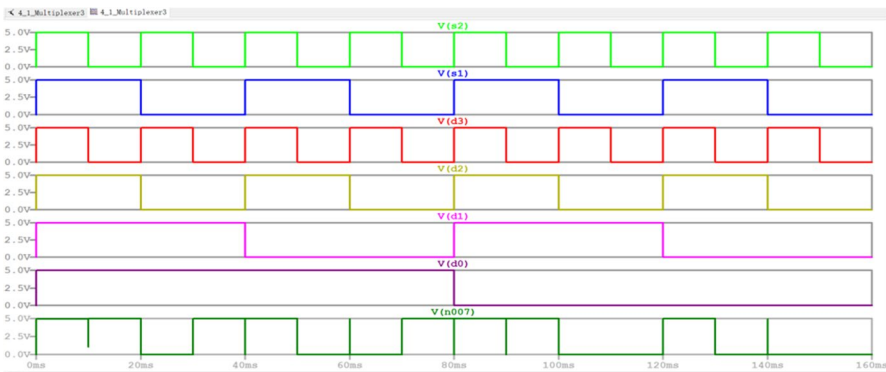 4_1_Multiplexer3 4_1_Multiplexer3
V(s2)
5.0V
2.5V
0.0V
V(s1)
5.0V
2.5V
0.0V
V(d3)
5.0V
2.5V
0.0V
V(d2)
5.0V
2.5V
0.0V
V(d1)
5.0V
2.5V
0.0V
V(d0)
5.0V
2.5V
0.0V
V(n007)
5.0V
2.5V
0.0V
0ms 20ms 40ms 60ms 80ms 100ms 120ms 140ms 160ms